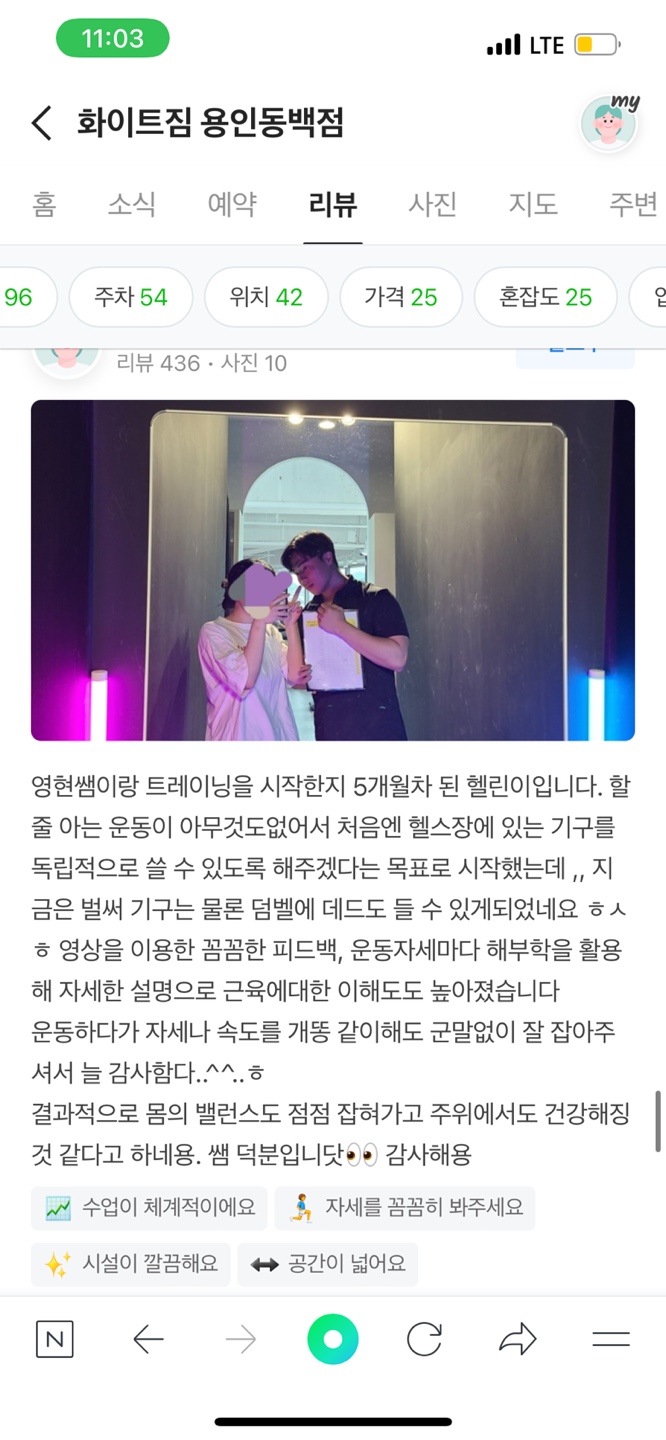 11:03
LTE
화이트짐 용인동백점
my
홈 소식 예약 리뷰 사진 지도 주변
96 주차 54 위치 42 가격 25 혼잡도 25
리뷰 436 · 사진 10
영현쌤이랑 트레이닝을 시작한지 5개월차 된 헬린이입니다. 할
줄 아는 운동이 아무것도없어서 처음엔 헬스장에 있는 기구를
독립적으로 쓸 수 있도록 해주겠다는 목표로 시작했는데 ,, 지
금은 벌써 기구는 물론 덤벨에 데드도 들 수 있게되었네요 ㅎㅅ
ㅎ 영상을 이용한 꼼꼼한 피드백, 운동자세마다 해부학을 활용
해 자세한 설명으로 근육에대한 이해도도 높아졌습니다
운동하다가 자세나 속도를 개똥 같이해도 군말없이 잘 잡아주
셔서 늘 감사함다..^^..ㅎ
결과적으로 몸의 밸런스도 점점 잡혀가고 주위에서도 건강해징
것 같다고 하네용. 쌤 덕분입니닷👀 감사해용
수업이 체계적이에요 자세를 꼼꼼히 봐주세요
시설이 깔끔해요 공간이 넓어요
N